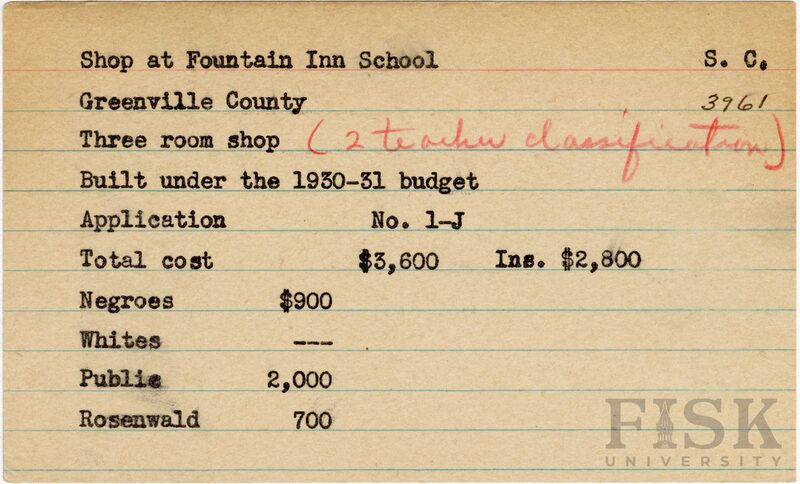 Shop at Fountain Inn School S. C.
Greenville County 3961
Three room shop (2 teacher classification)
Built under the 1930-31 budget
Application No. 1-J
Total cost $3,600 Ins. $2,800
Negroes $900
Whites ---
Public 2,000
Rosenwald 700
FISK
UNIVERSITY